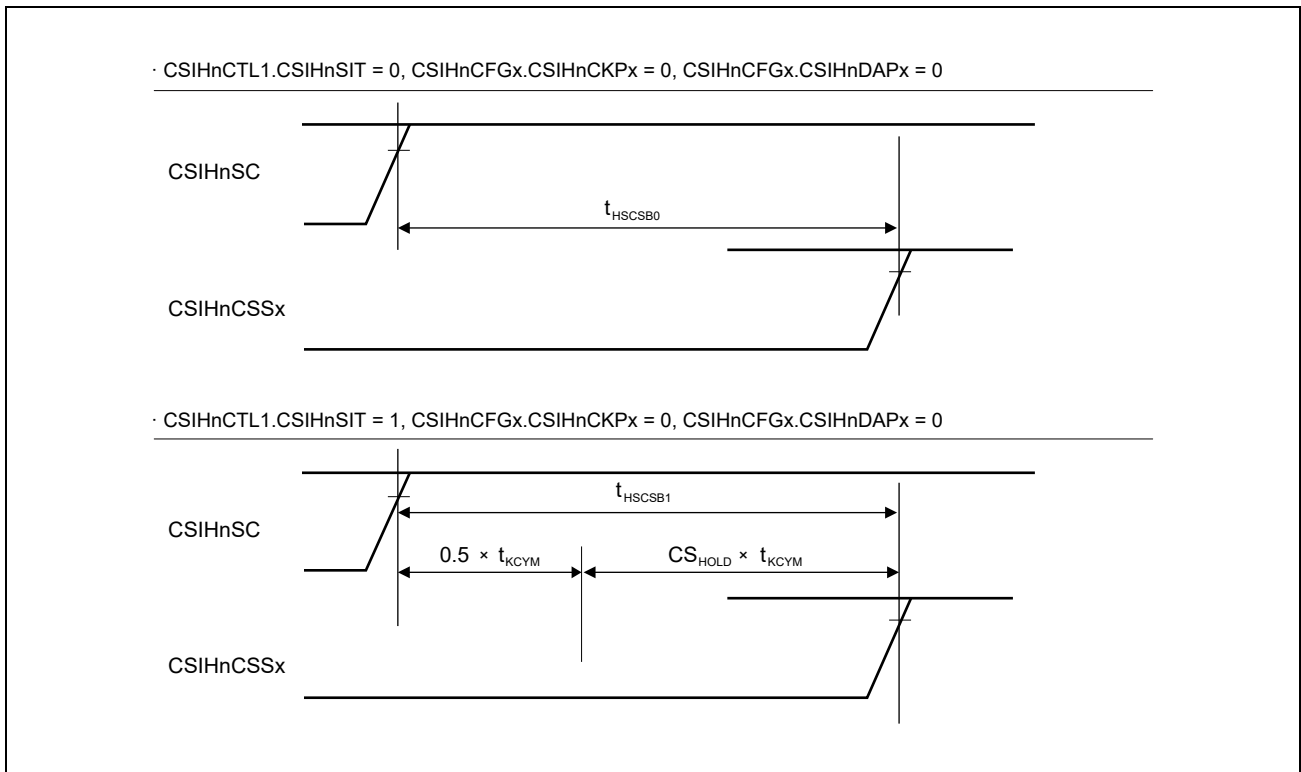 · CSIHnCTL1.CSIHnSIT = 0, CSIHnCFGx.CSIHnCKPx = 0, CSIHnCFGx.CSIHnDAPx = 0
CSIHnSC
tHSCSB0
CSIHnCSSx
· CSIHnCTL1.CSIHnSIT = 1, CSIHnCFGx.CSIHnCKPx = 0, CSIHnCFGx.CSIHnDAPx = 0
tHSCSB1
CSIHnSC
0.5 × tKCYM CSHOLD × tKCYM
CSIHnCSSx